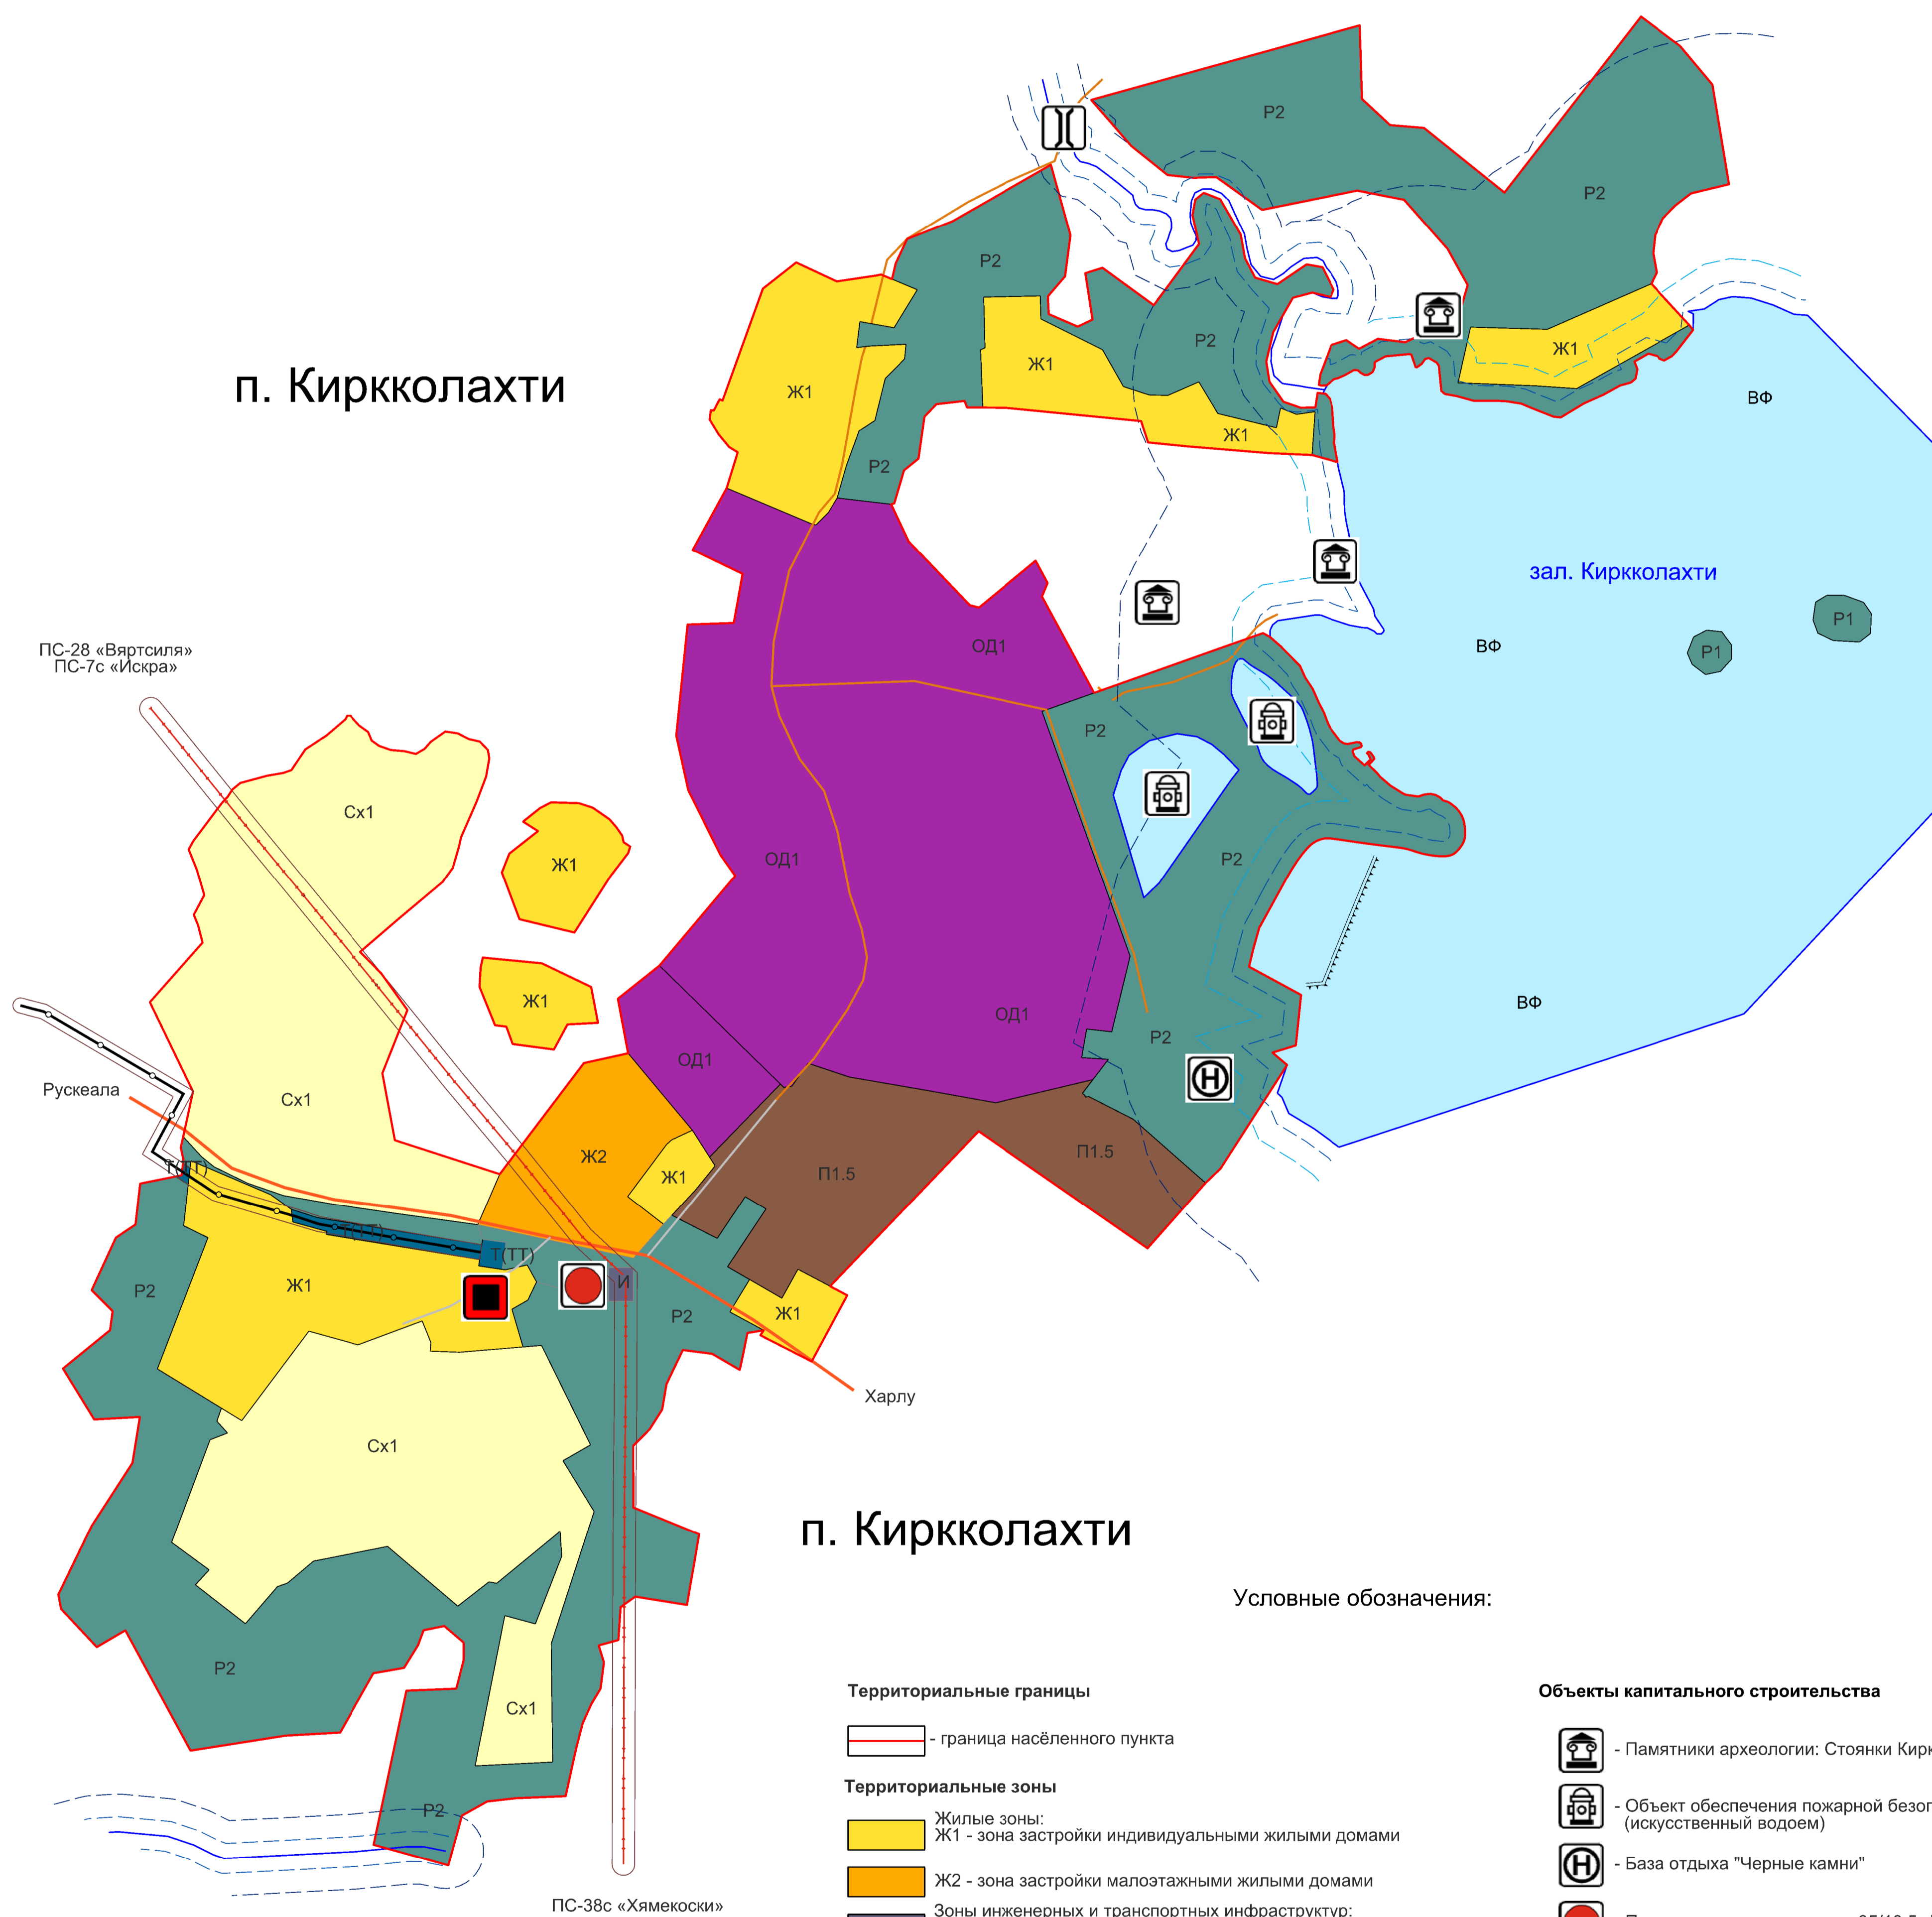 Р2
Р2
Р2
Р2
Ж1
Ж1
Ж1
ВФ
п. Киркколахти
Ж1
Р2
зал. Киркколахти
Р1
Р1
ВФ
ОД1
ПС-28 «Вяртсиля»
ПС-7с «Искра»
Р2
Сх1
Ж1
ОД1
Р2
Ж1
ВФ
ОД1
Р2
ОД1
Рускеала
Сх1
Ж2
П1.5
Т(ТТ)
П1.5
Ж1
Т(ТТ)
Т(ТТ)
И
Р2
Ж1
Р2
Ж1
Харлу
Сх1
п. Киркколахти
Условные обозначения:
Р2
Сх1
Р2
ПС-38с «Хямекоски»
Территориальные границы
- граница насёленного пункта
Территориальные зоны
Жилые зоны:
Ж1 - зона застройки индивидуальными жилыми домами
Ж2 - зона застройки малоэтажными жилыми домами
Зоны инженерных и транспортных инфраструктур:
Объекты капитального строительства
- Памятники археологии: Стоянки Кирк
- Объект обеспечения пожарной безоп
(искусственный водоем)
- База отдыха "Черные камни"